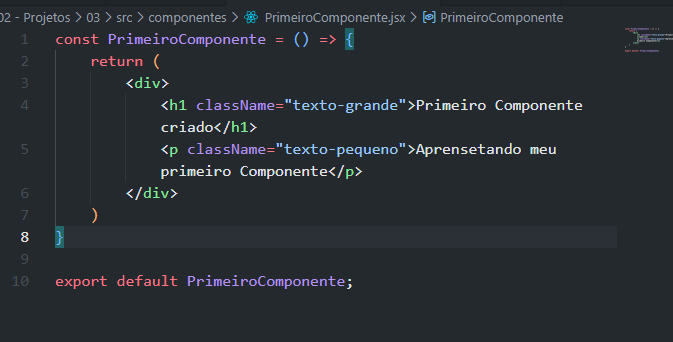 02 - Projetos > 03 > src > componentes > PrimeiroComponente.jsx > PrimeiroComponente
1 const PrimeiroComponente = () => {
2 return (
3 <div>
4 <h1 className="texto-grande">Primeiro Componente
criado</h1>
5 <p className="texto-pequeno">Aprensetando meu
primeiro Componente</p>
6 </div>
7 )
8 }
9
10 export default PrimeiroComponente;